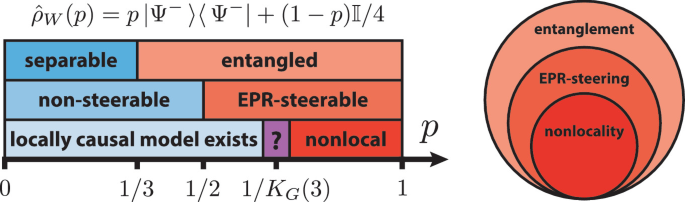 ρ̂_W(p) = p |Ψ⁻⟩⟨Ψ⁻| + (1 − p)𝕀/4
separable entangled
non-steerable EPR-steerable
locally causal model exists ? nonlocal p
0 1/3 1/2 1/K_G(3) 1
entanglement
EPR-steering
nonlocality